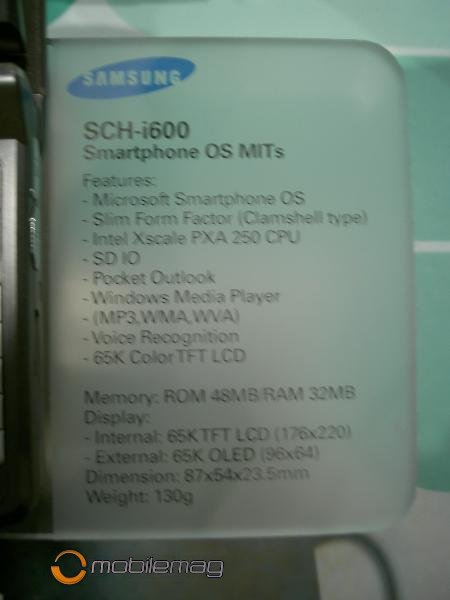 SAMSUNG
SCH-i600
Smartphone OS MITs
Features:
- Microsoft Smartphone OS
- Slim Form Factor (Clamshell type)
- Intel Xscale PXA 250 CPU
- SD IO
- Pocket Outlook
- Windows Media Player
- (MP3,WMA,WVA)
- Voice Recognition
- 65K Color TFT LCD
Memory: ROM 48MB/RAM 32MB
Display:
- Internal: 65K TFT LCD (176x220)
- External: 65K OLED (96x64)
Dimension: 87x54x23.5mm
Weight: 130g
mobilemag